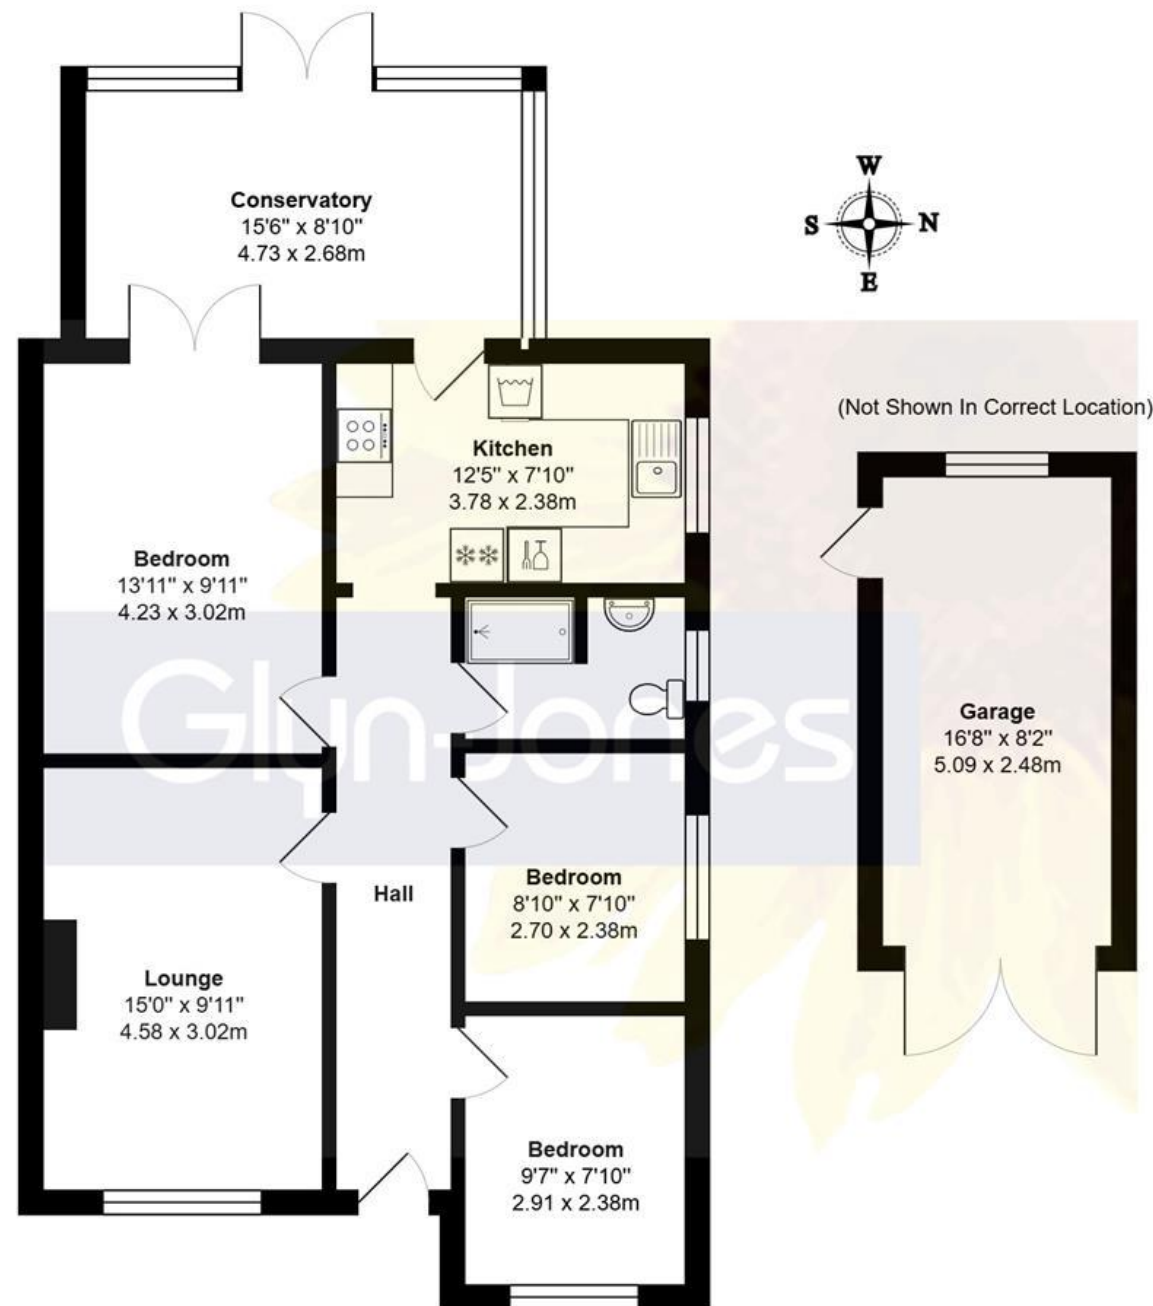 Conservatory
15'6" x 8'10"
4.73 x 2.68m
W
S N
E
(Not Shown In Correct Location)
Kitchen
12'5" x 7'10"
3.78 x 2.38m
Bedroom
13'11" x 9'11"
4.23 x 3.02m
Glyn-Jones
Garage
16'8" x 8'2"
5.09 x 2.48m
Hall
Bedroom
8'10" x 7'10"
2.70 x 2.38m
Lounge
15'0" x 9'11"
4.58 x 3.02m
Bedroom
9'7" x 7'10"
2.91 x 2.38m